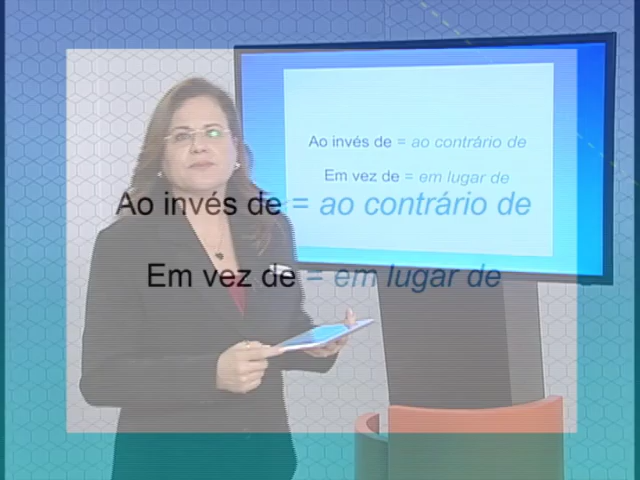 Ao invés de = ao contrário de
Em vez de = em lugar de
Ao invés de = ao contrário de
Em vez de = em lugar de